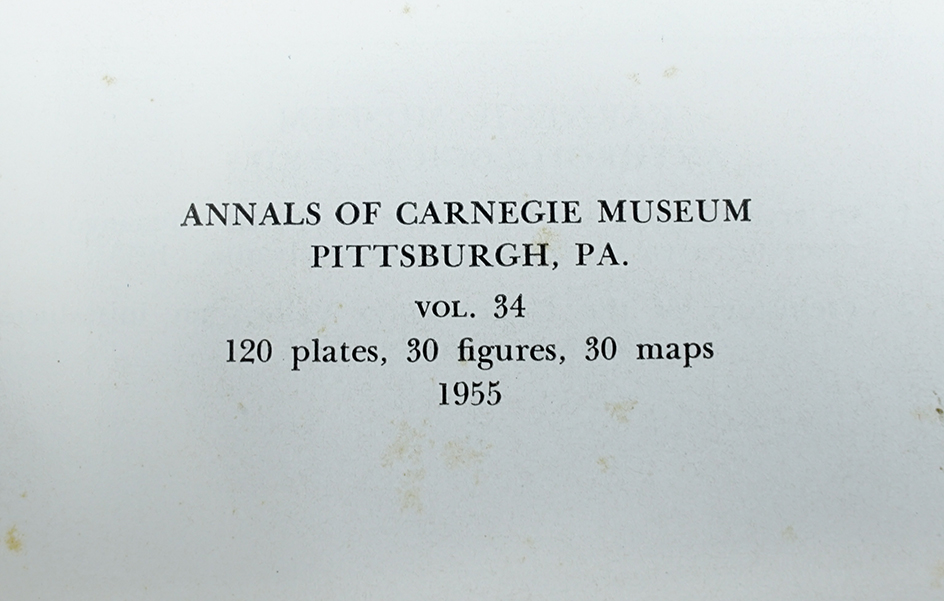 ANNALS OF CARNEGIE MUSEUM
PITTSBURGH, PA.
VOL. 34
120 plates, 30 figures, 30 maps
1955